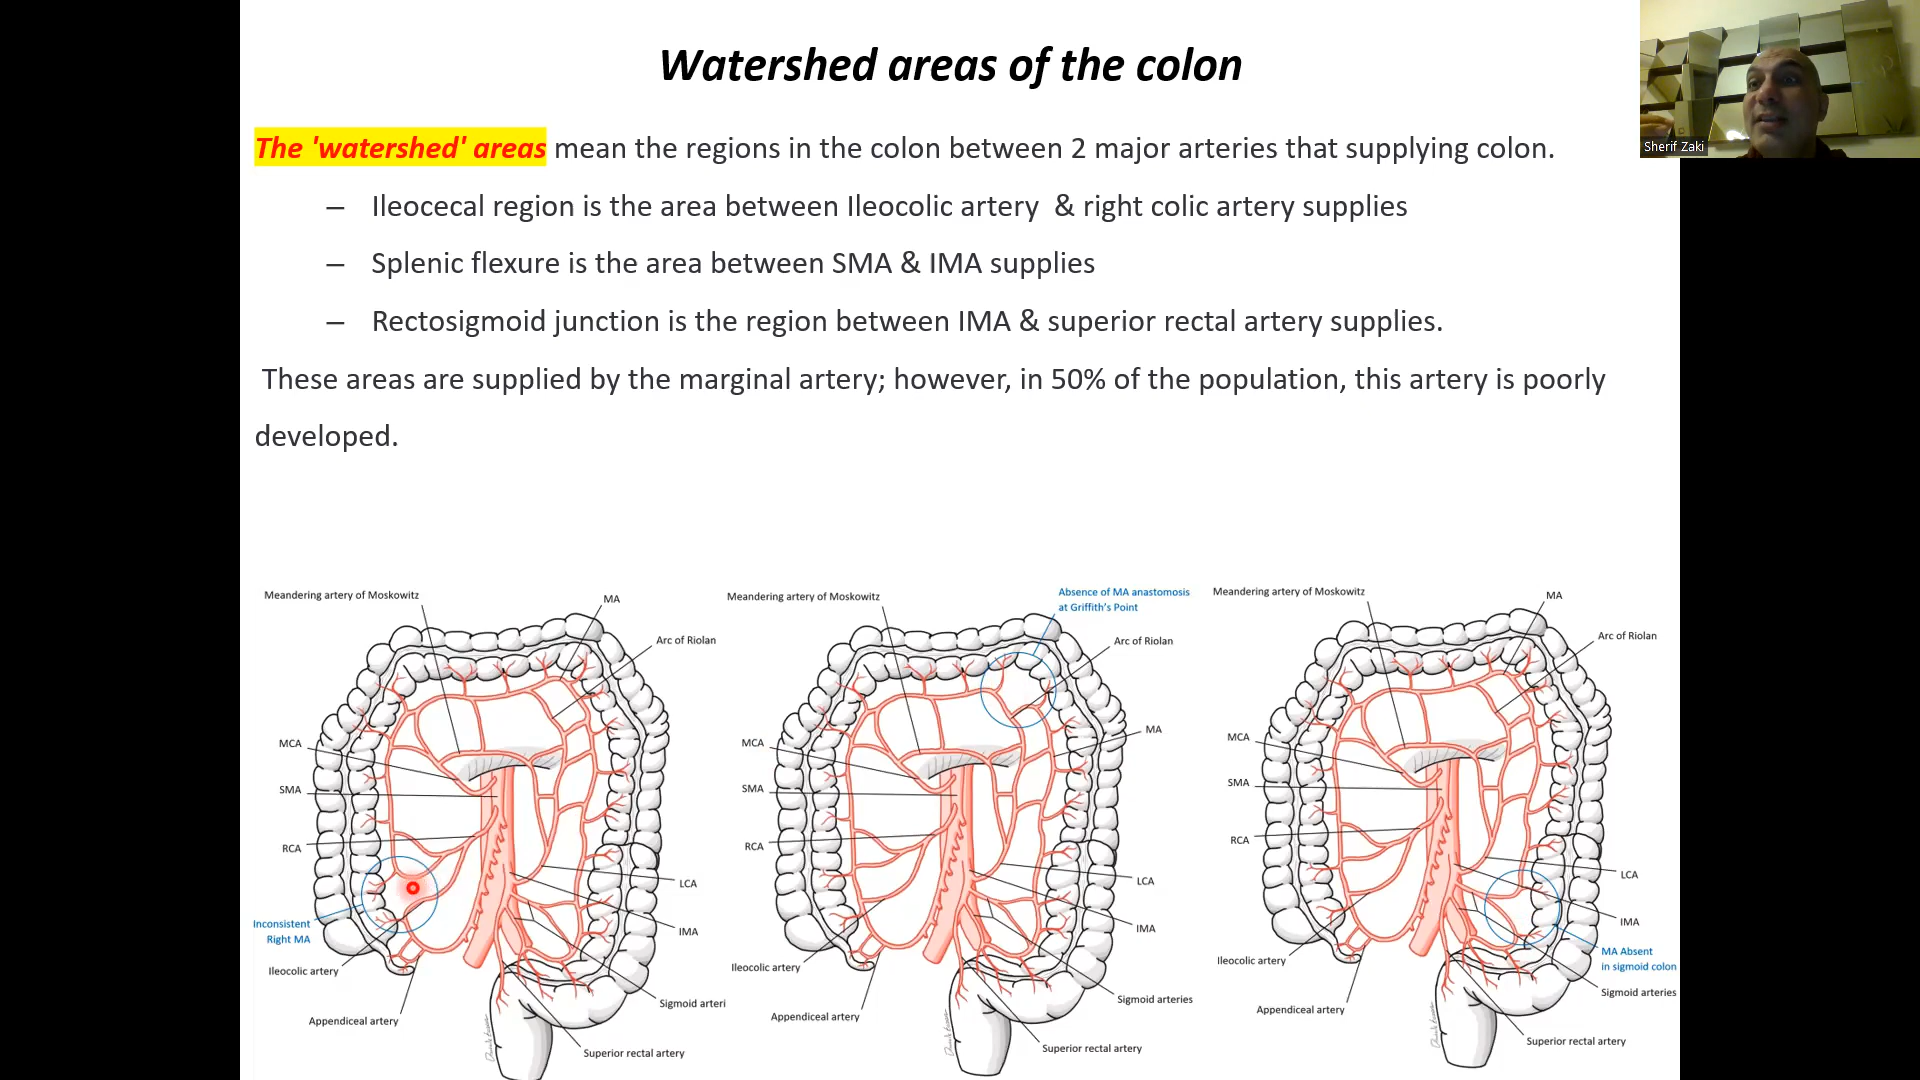 Watershed areas of the colon
Sherif Zaki
The 'watershed' areas mean the regions in the colon between 2 major arteries that supplying colon.
– Ileocecal region is the area between Ileocolic artery & right colic artery supplies
– Splenic flexure is the area between SMA & IMA supplies
– Rectosigmoid junction is the region between IMA & superior rectal artery supplies.
These areas are supplied by the marginal artery; however, in 50% of the population, this artery is poorly
developed.
Meandering artery of Moskowitz
MA
Arc of Riolan
MCA
SMA
RCA
Inconsistent
Right MA
Ileocolic artery
Appendiceal artery
LCA
IMA
Sigmoid arteri
Superior rectal artery
Meandering artery of Moskowitz
Absence of MA anastomosis
at Griffith's Point
Arc of Riolan
MA
MCA
SMA
RCA
Ileocolic artery
Appendiceal artery
LCA
IMA
Sigmoid arteries
Superior rectal artery
Meandering artery of Moskowitz
MA
Arc of Riolan
MCA
SMA
RCA
Ileocolic artery
Appendiceal artery
LCA
IMA
MA Absent
in sigmoid colon
Sigmoid arteries
Superior rectal artery